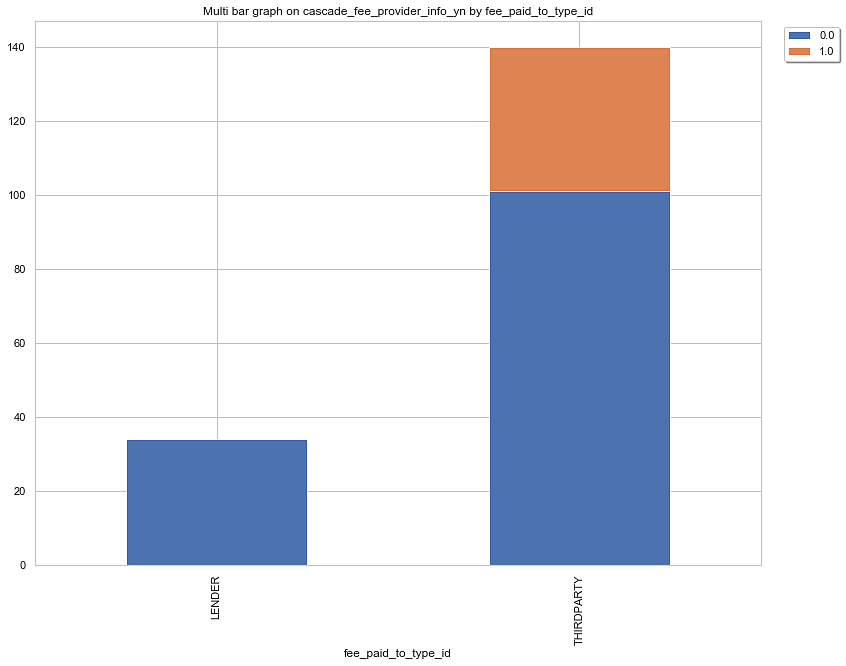 Multi bar graph on cascade_fee_provider_info_yn by fee_paid_to_type_id
0.0
1.0
140
120
100
80
60
40
20
0
LENDER
THIRDPARTY
fee_paid_to_type_id